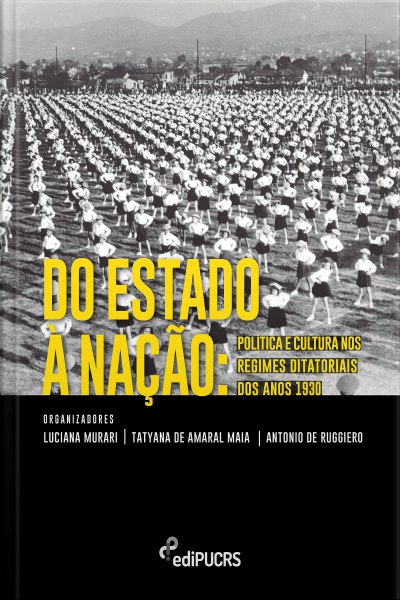 DO ESTADO
À NAÇÃO:
POLÍTICA E CULTURA NOS
REGIMES DITATORIAIS
DOS ANOS 1930
ORGANIZADORES
LUCIANA MURARI | TATYANA DE AMARAL MAIA | ANTONIO DE RUGGIERO
ediPUCRS